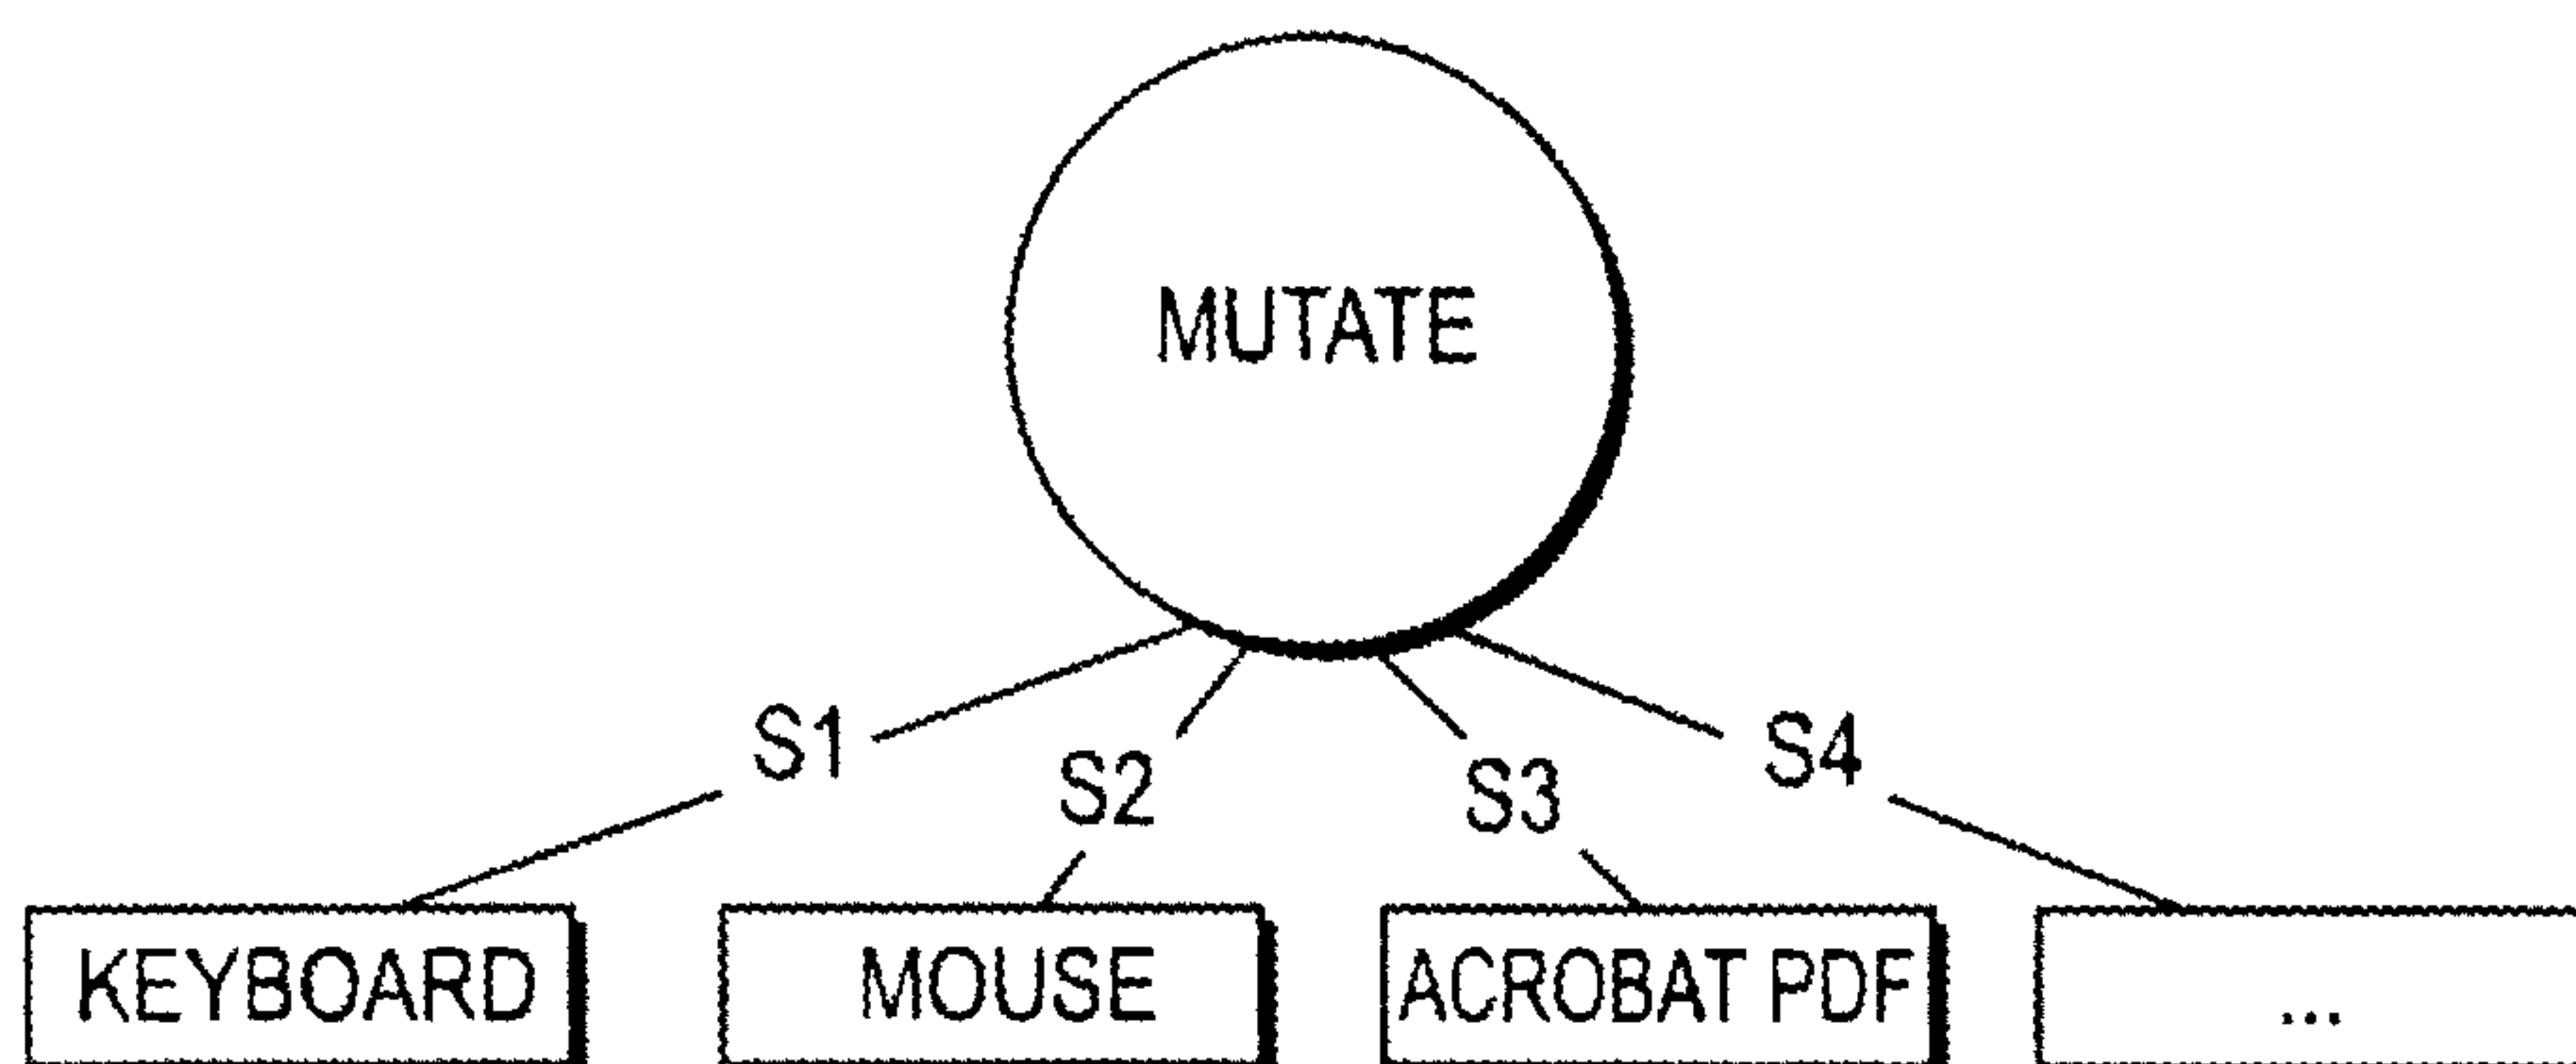 MUTATE
S1
S2
S3
S4
KEYBOARD
MOUSE
ACROBAT PDF
...